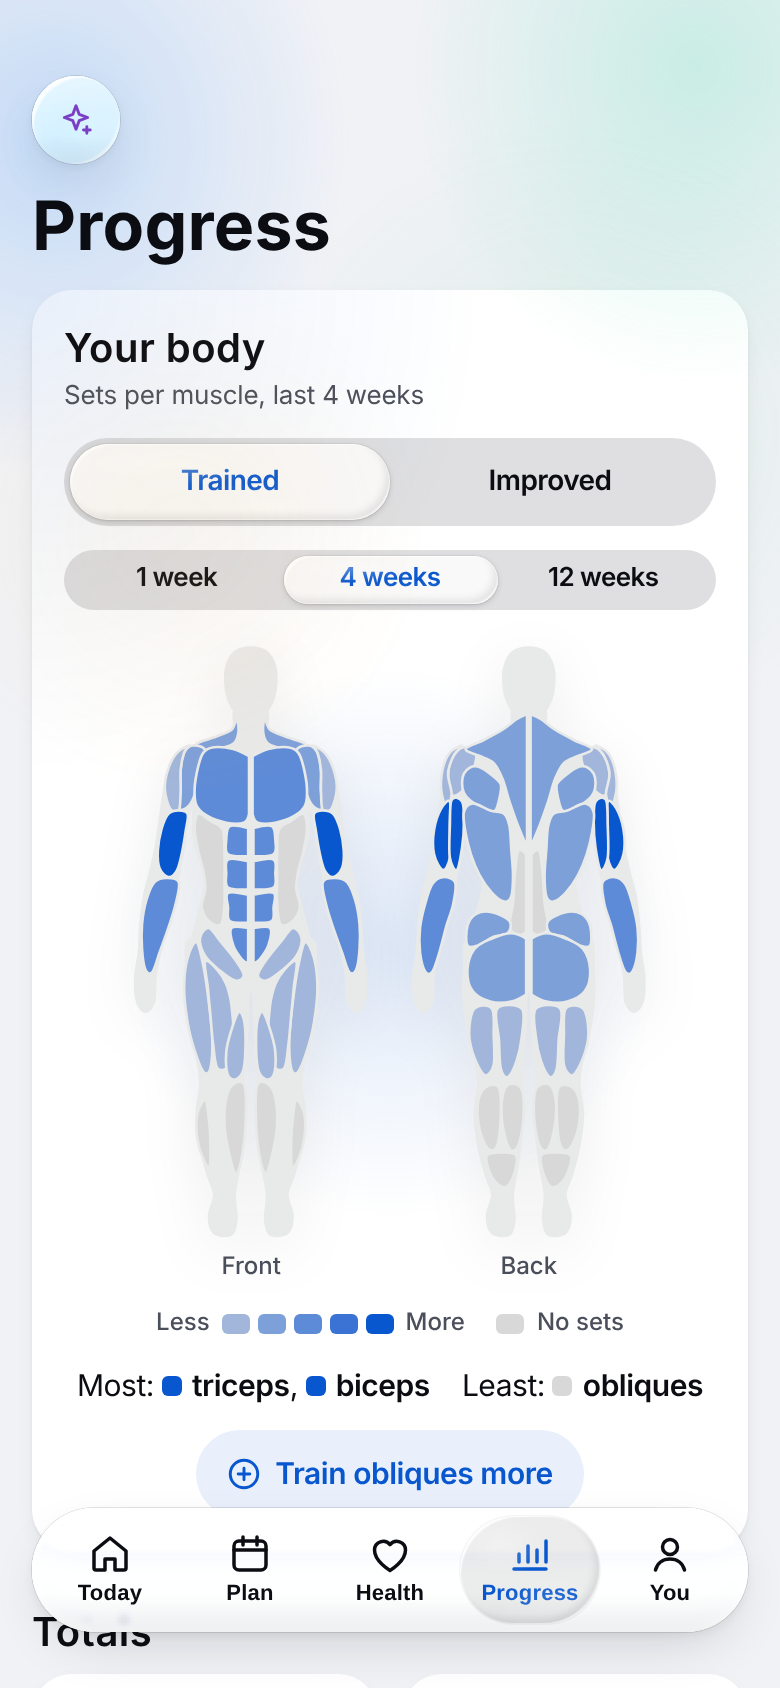 Progress
Your body
Sets per muscle, last 4 weeks
Trained Improved
1 week 4 weeks 12 weeks
Front Back
Less More No sets
Most: triceps, biceps Least: obliques
Train obliques more
Today Plan Health Progress You
Totals